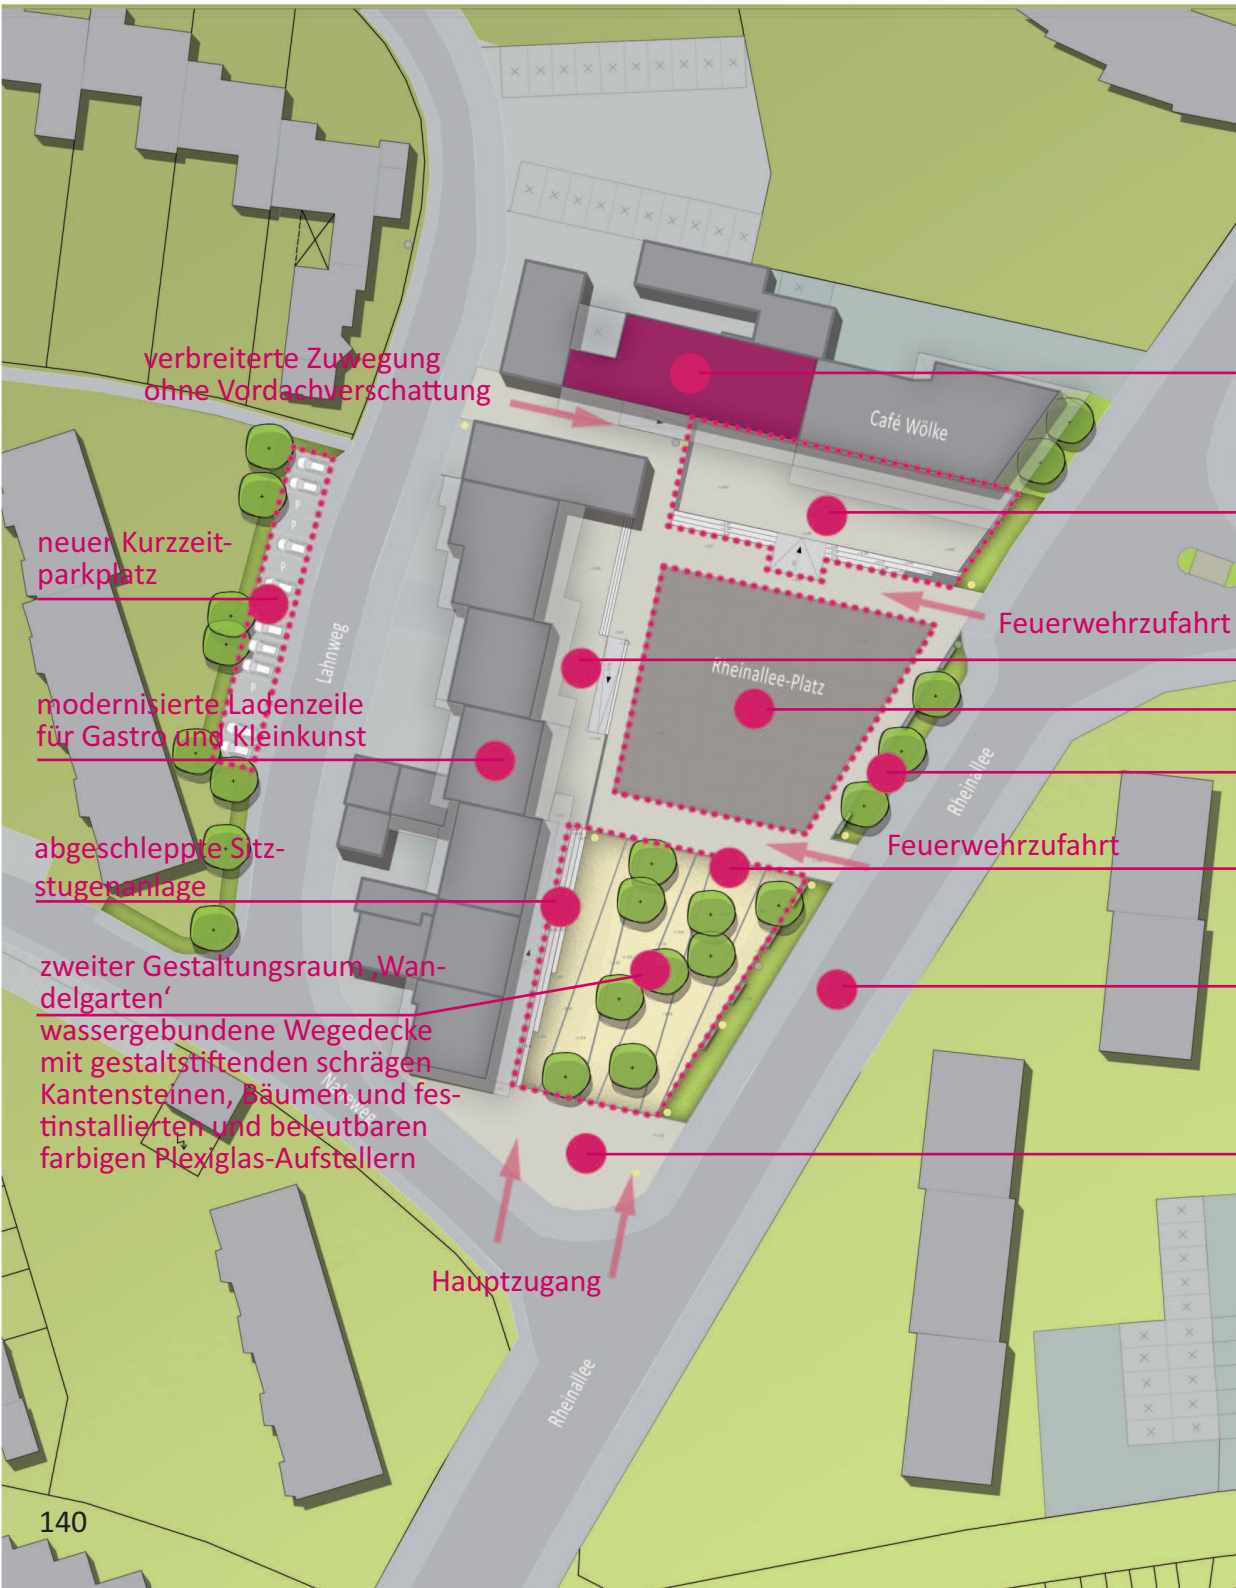 verbreiterte Zuwegung
ohne Vordachverschattung
Café Wölke
neuer Kurzzeit-
parkplatz
Lahnweg
Feuerwehrzufahrt
Rheinallee-Platz
modernisierte Ladenzeile
für Gastro und Kleinkunst
Rheinallee
abgeschleppte Sitz-
stugenanlage
Feuerwehrzufahrt
zweiter Gestaltungsraum ‚Wan-
delgarten‘
wassergebundene Wegedecke
mit gestaltstiftenden schrägen
Kantensteinen, Bäumen und fes-
tinstallierten und beleutbaren
farbigen Plexiglas-Aufstellern
Naheweg
Hauptzugang
Rheinallee
140